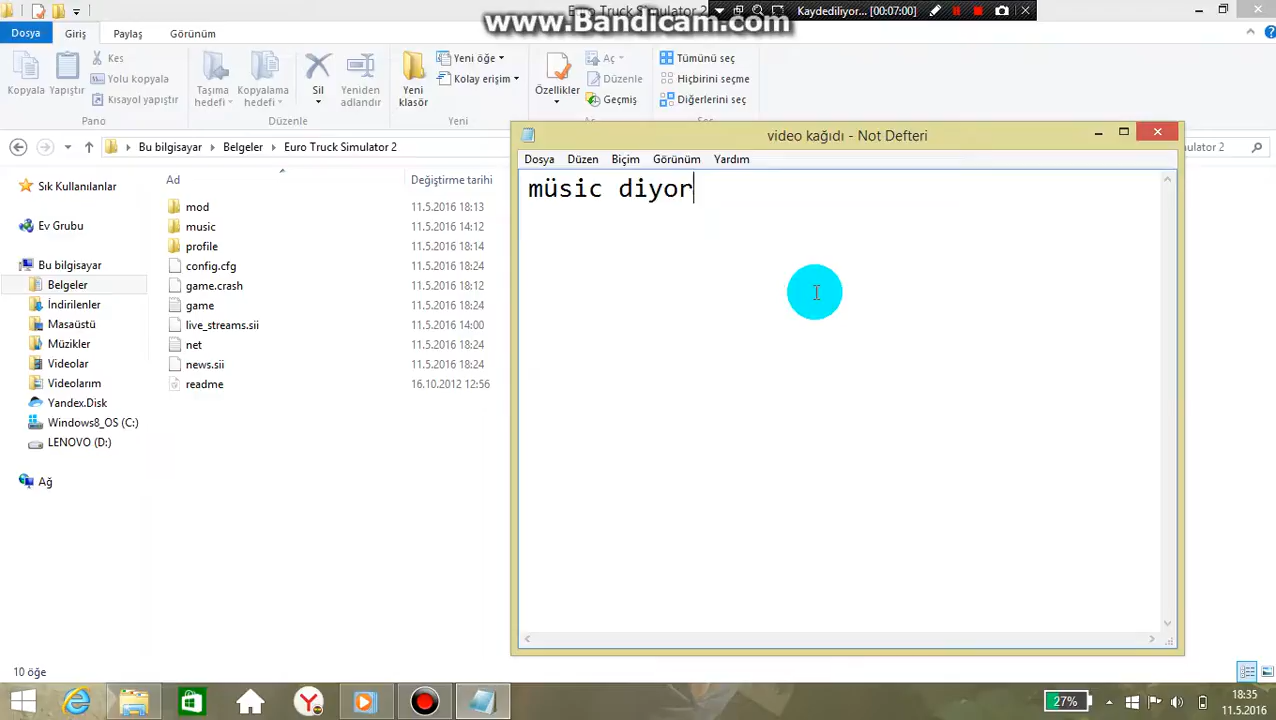 Euro Truck Simulator 2
Kaydediliyor... [00:07:00]
www.Bandicam.com
Dosya Giriş Paylaş Görünüm
Kopyala Yapıştır Kes Yolu kopyala Kısayol yapıştır
Taşıma hedefi Kopyalama hedefi Sil Yeniden adlandır
Yeni klasör Yeni öğe Kolay erişim
Özellikler Aç Düzenle Geçmiş
Tümünü seç Hiçbirini seçme Diğerlerini seç
Pano Düzenle Yeni Aç Seç
Bu bilgisayar Belgeler Euro Truck Simulator 2
ulator 2
video kağıdı - Not Defteri
Dosya Düzen Biçim Görünüm Yardım
müsic diyor
Sık Kullanılanlar
Ev Grubu
Bu bilgisayar
Belgeler
İndirilenler
Masaüstü
Müzikler
Videolar
Videolarım
Yandex.Disk
Windows8_OS (C:)
LENOVO (D:)
Ağ
Ad Değiştirme tarihi
mod 11.5.2016 18:13
music 11.5.2016 14:12
profile 11.5.2016 18:14
config.cfg 11.5.2016 18:24
game.crash 11.5.2016 18:12
game 11.5.2016 18:24
live_streams.sii 11.5.2016 14:00
net 11.5.2016 18:24
news.sii 11.5.2016 18:24
readme 16.10.2012 12:56
10 öğe
27%
18:35
11.5.2016